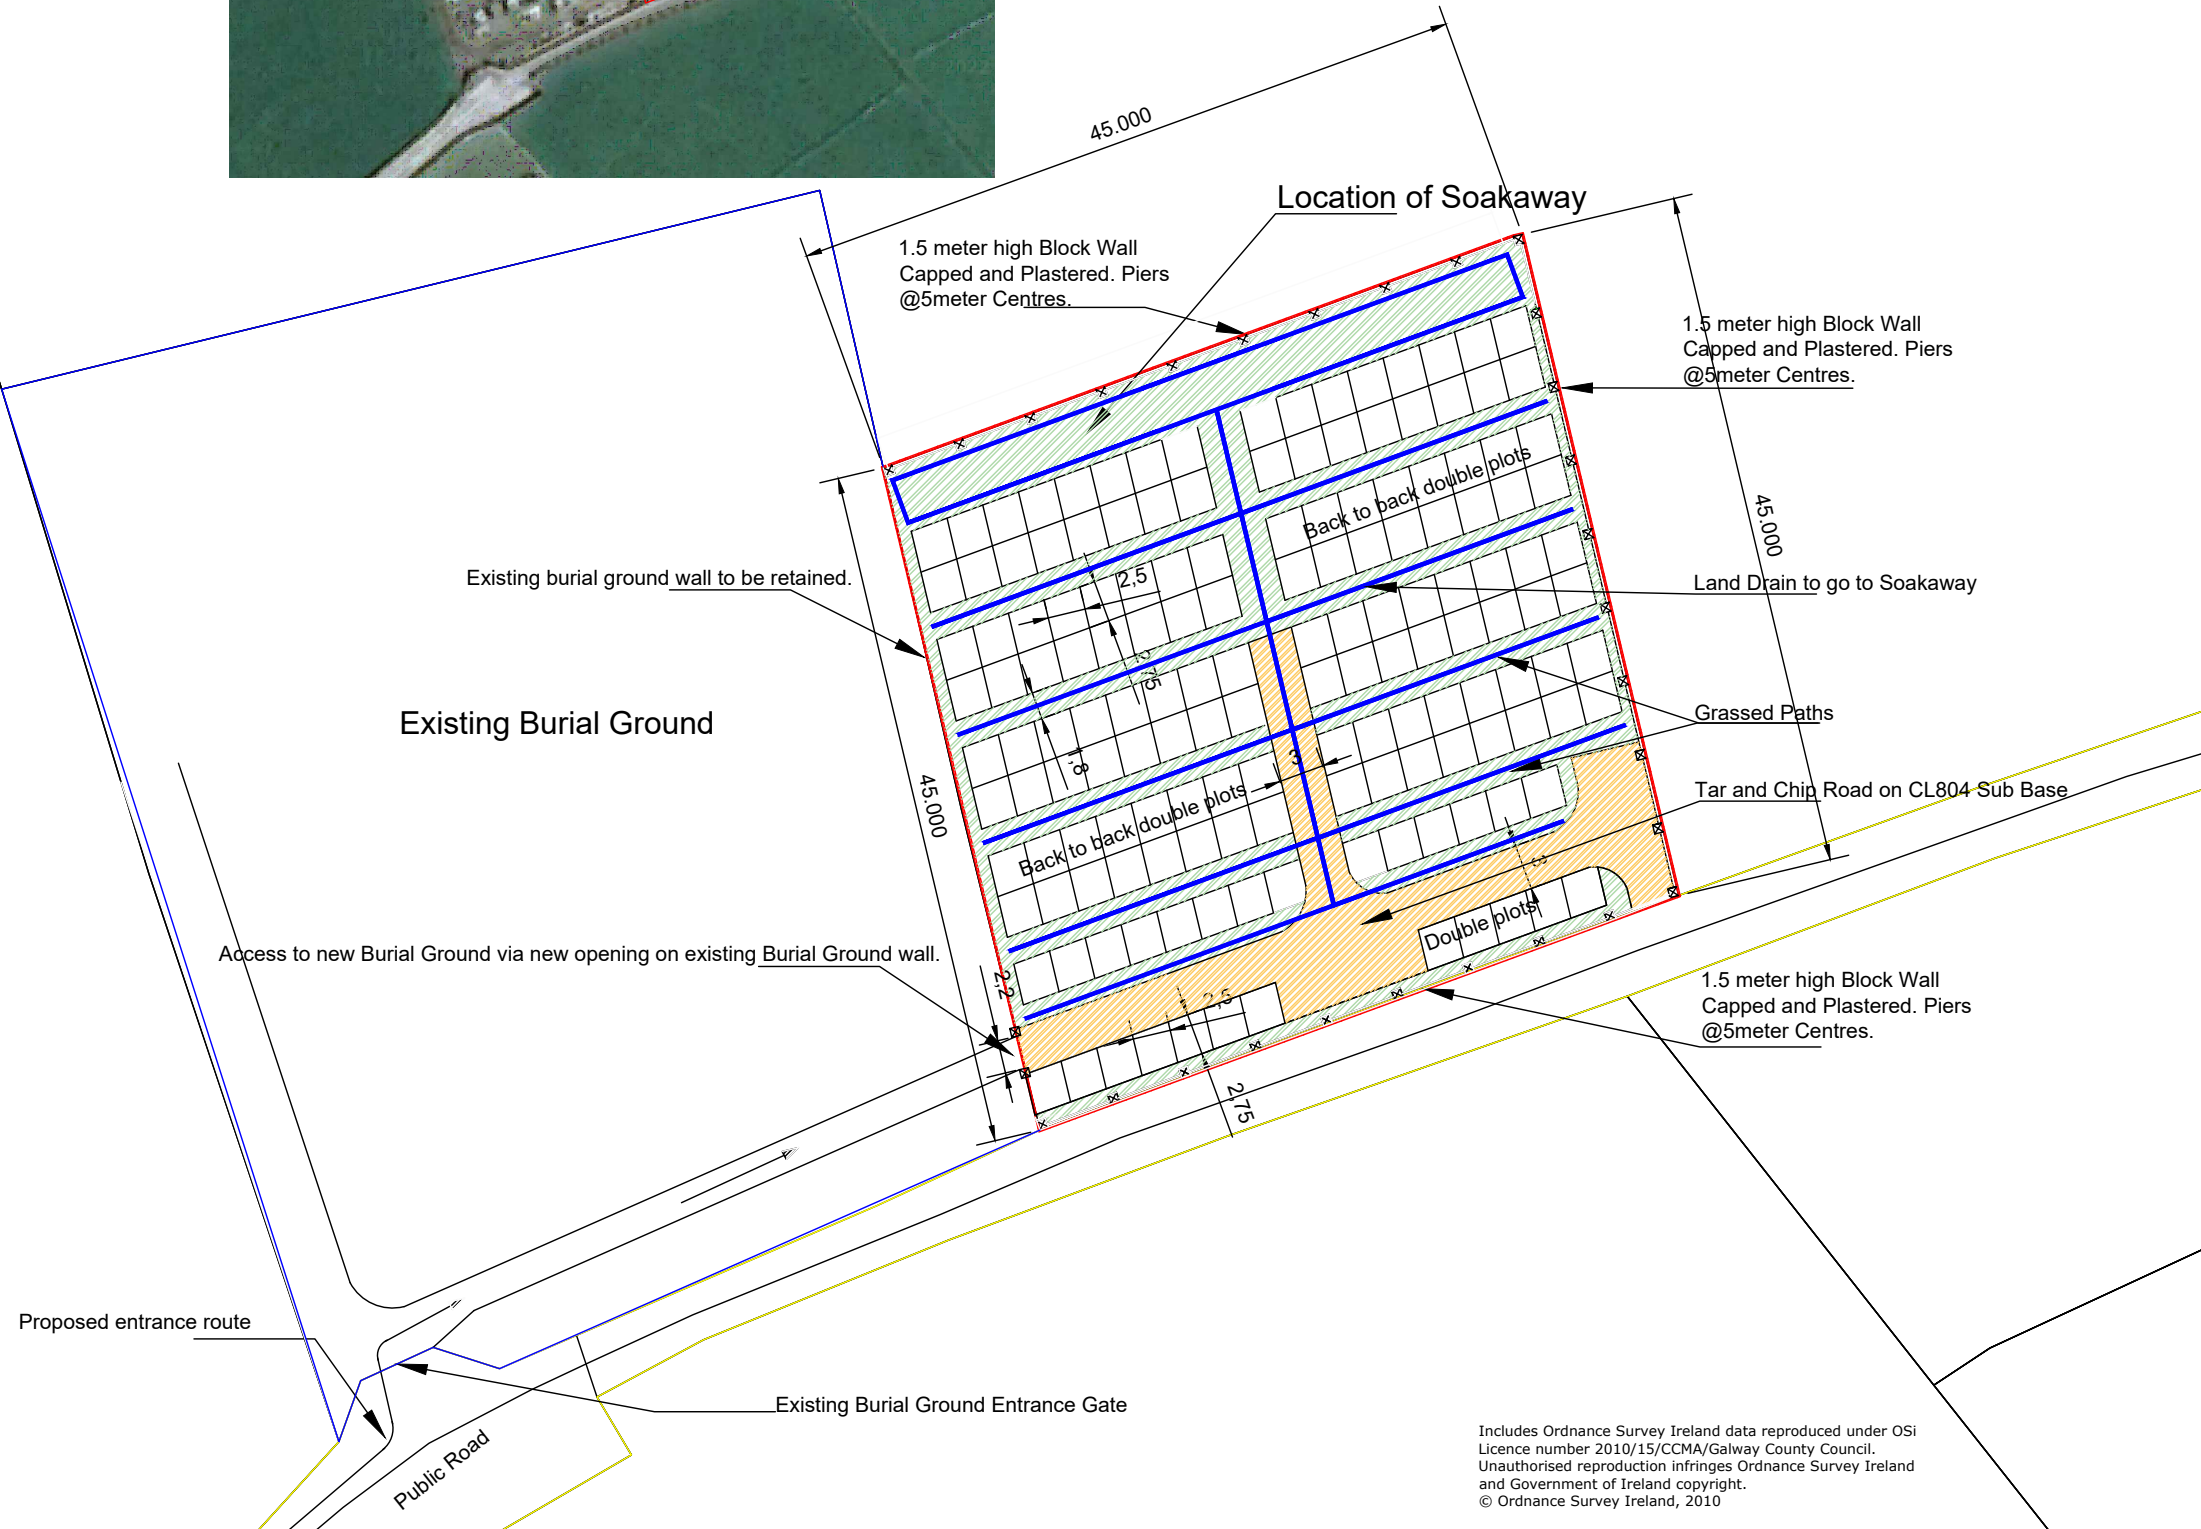 45.000
Location of Soakaway
1.5 meter high Block Wall
Capped and Plastered. Piers
@5meter Centres.
1.5 meter high Block Wall
Capped and Plastered. Piers
@5meter Centres.
Back to back double plots
45.000
Existing burial ground wall to be retained.
2,5
Land Drain to go to Soakaway
2,75
Existing Burial Ground
Grassed Paths
1,8
3
45.000
Tar and Chip Road on CL804 Sub Base
Back to back double plots
3
Double plots
Access to new Burial Ground via new opening on existing Burial Ground wall.
2,2
2,5
1.5 meter high Block Wall
Capped and Plastered. Piers
@5meter Centres.
2,75
Proposed entrance route
Existing Burial Ground Entrance Gate
Public Road
Includes Ordnance Survey Ireland data reproduced under OSi
Licence number 2010/15/CCMA/Galway County Council.
Unauthorised reproduction infringes Ordnance Survey Ireland
and Government of Ireland copyright.
© Ordnance Survey Ireland, 2010